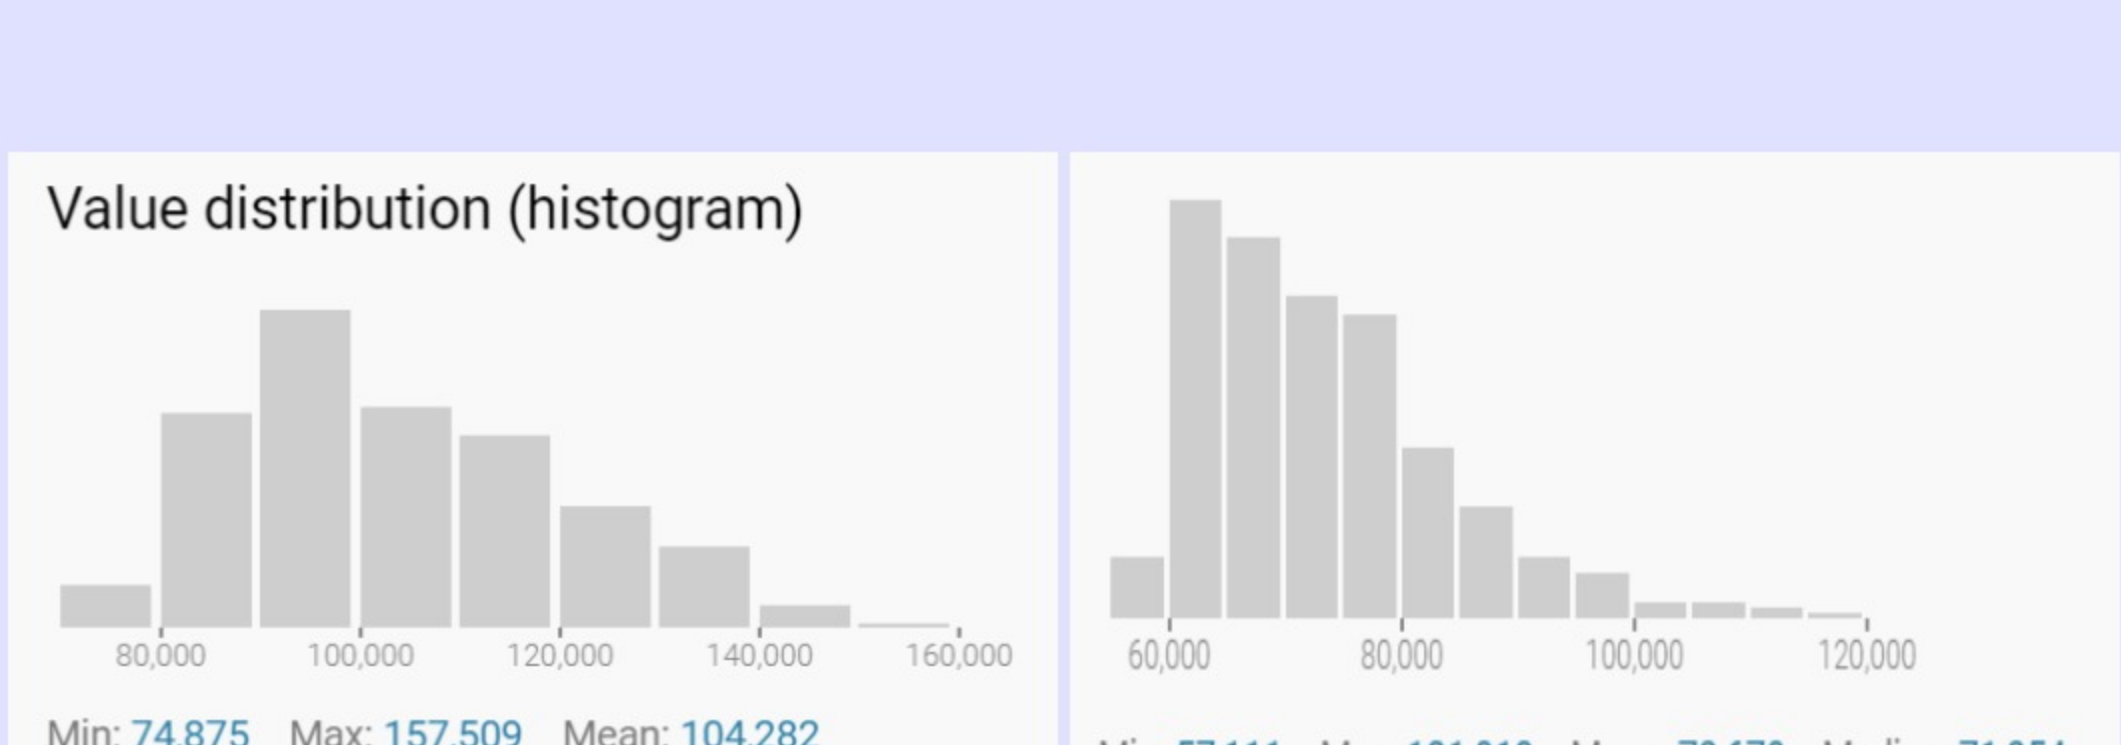 Value distribution (histogram)
80,000 100,000 120,000 140,000 160,000
Min: 74,875 Max: 157,509 Mean: 104,282
60,000 80,000 100,000 120,000